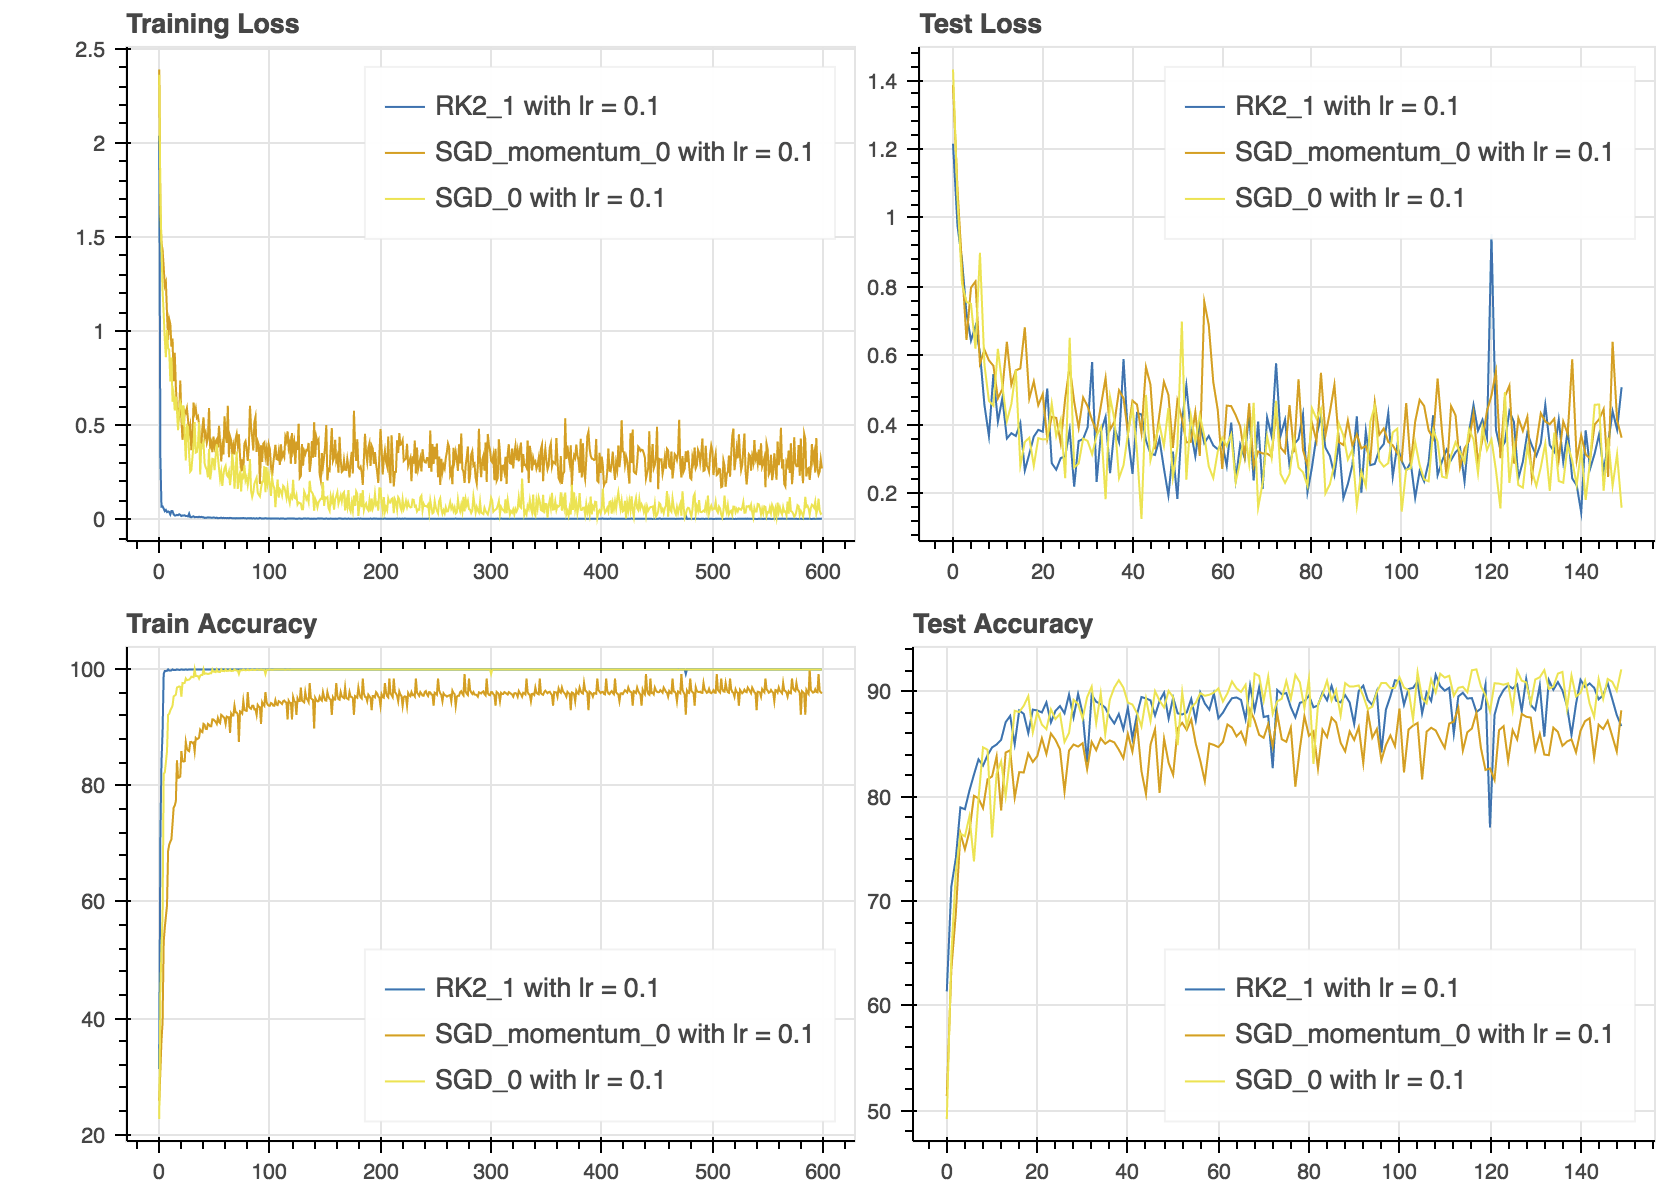 Training Loss
2.5
2
1.5
1
0.5
0
0 100 200 300 400 500 600
RK2_1 with lr = 0.1
SGD_momentum_0 with lr = 0.1
SGD_0 with lr = 0.1
Test Loss
1.4
1.2
1
0.8
0.6
0.4
0.2
0 20 40 60 80 100 120 140
RK2_1 with lr = 0.1
SGD_momentum_0 with lr = 0.1
SGD_0 with lr = 0.1
Train Accuracy
100
80
60
40
20
0 100 200 300 400 500 600
RK2_1 with lr = 0.1
SGD_momentum_0 with lr = 0.1
SGD_0 with lr = 0.1
Test Accuracy
90
80
70
60
50
0 20 40 60 80 100 120 140
RK2_1 with lr = 0.1
SGD_momentum_0 with lr = 0.1
SGD_0 with lr = 0.1